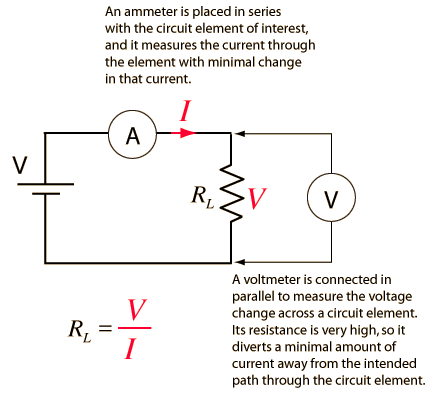 An ammeter is placed in series
with the circuit element of interest,
and it measures the current through
the element with minimal change
in that current.
I
A
V
R_L
V
V
A voltmeter is connected in
parallel to measure the voltage
change across a circuit element.
Its resistance is very high, so it
diverts a minimal amount of
current away from the intended
path through the circuit element.
R_L = V / I